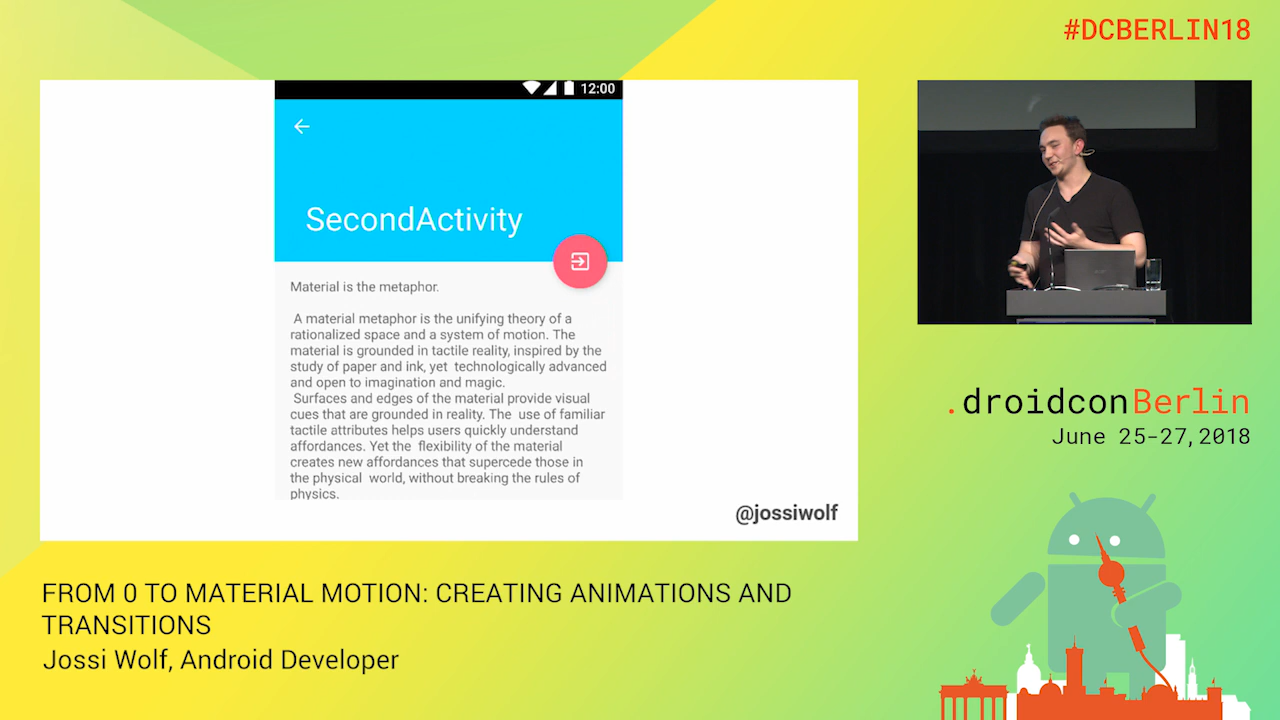 #DCBERLIN18
12:00
SecondActivity
Material is the metaphor.
A material metaphor is the unifying theory of a
rationalized space and a system of motion. The
material is grounded in tactile reality, inspired by the
study of paper and ink, yet technologically advanced
and open to imagination and magic.
Surfaces and edges of the material provide visual
cues that are grounded in reality. The use of familiar
tactile attributes helps users quickly understand
affordances. Yet the flexibility of the material
creates new affordances that supercede those in
the physical world, without breaking the rules of
physics.
@jossiwolf
.droidconBerlin
June 25-27,2018
FROM 0 TO MATERIAL MOTION: CREATING ANIMATIONS AND
TRANSITIONS
Jossi Wolf, Android Developer